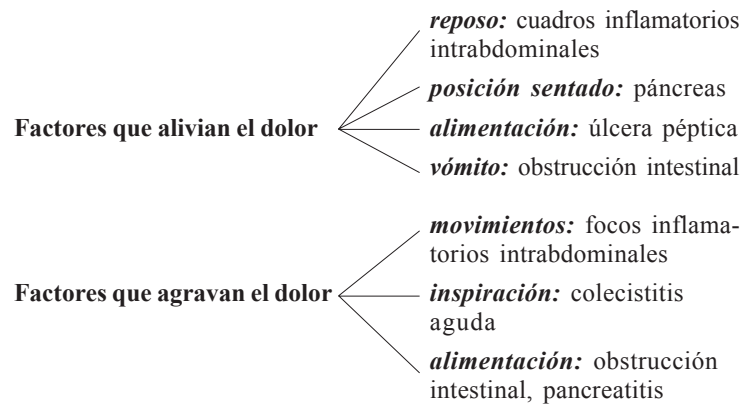 reposo: cuadros inflamatorios
intrabdominales
posición sentado: páncreas
Factores que alivian el dolor
alimentación: úlcera péptica
vómito: obstrucción intestinal
movimientos: focos inflama-
torios intrabdominales
Factores que agravan el dolor
inspiración: colecistitis
aguda
alimentación: obstrucción
intestinal, pancreatitis